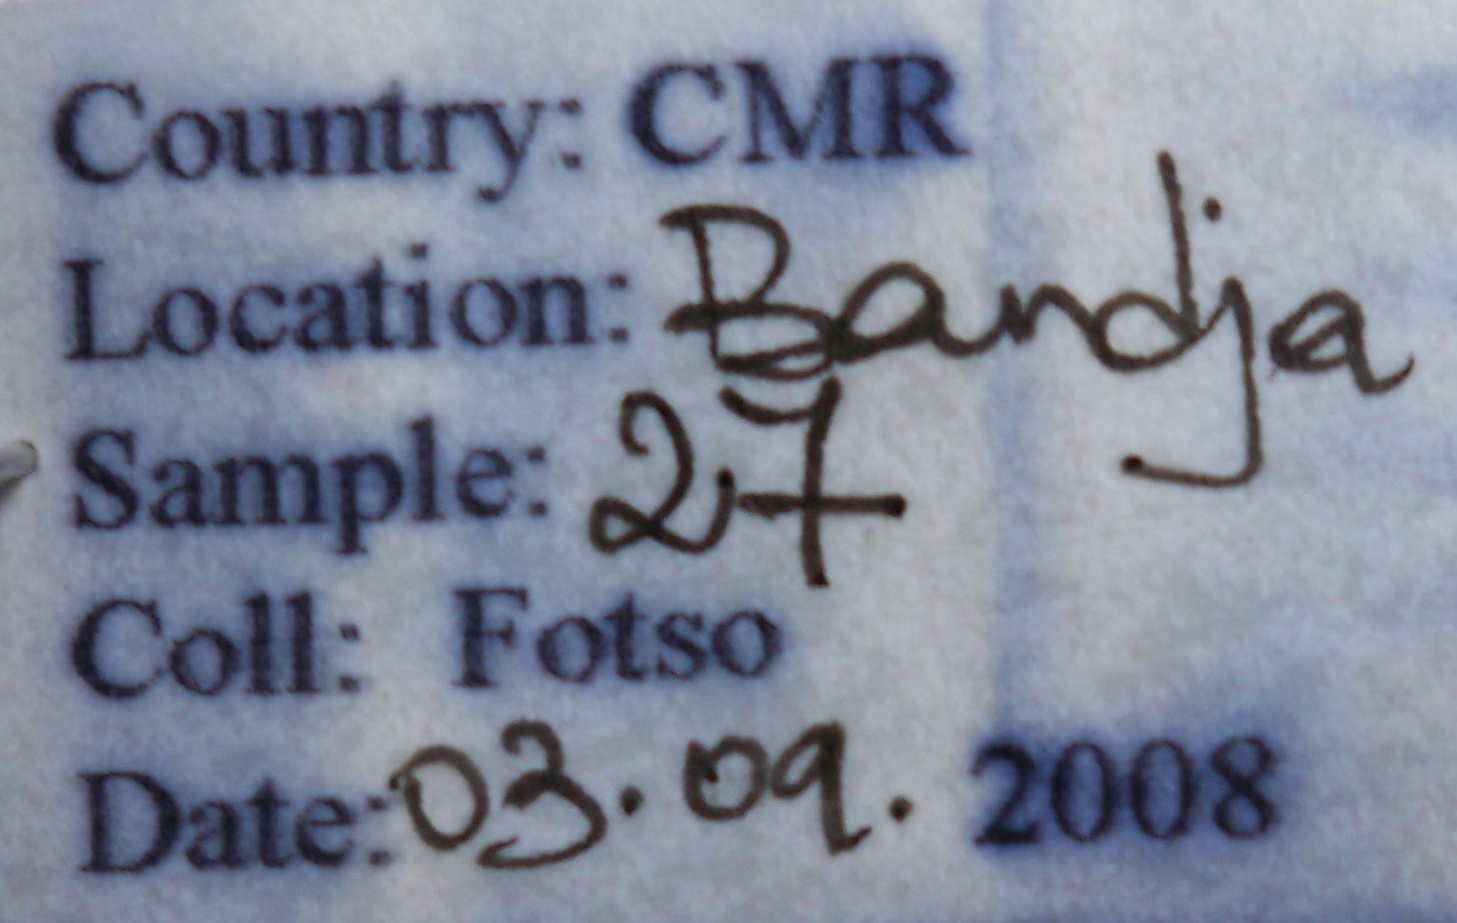 Country: CMR
Location: Bandja
Sample: 27
Coll: Fotso
Date: 03.09. 2008